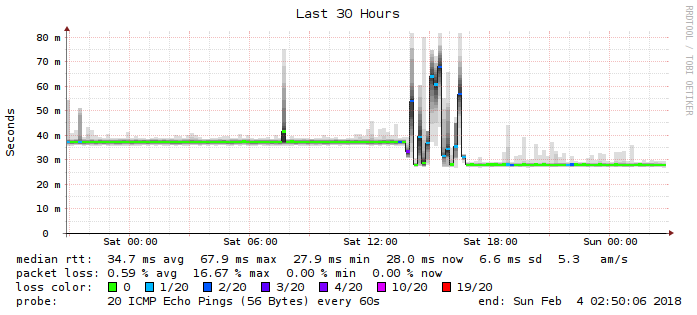 Last 30 Hours
RRDTOOL / TOBI OETIKER
Seconds
80 m
70 m
60 m
50 m
40 m
30 m
20 m
10 m
0
Sat 00:00 Sat 06:00 Sat 12:00 Sat 18:00 Sun 00:00
median rtt: 34.7 ms avg 67.9 ms max 27.9 ms min 28.0 ms now 6.6 ms sd 5.3 am/s
packet loss: 0.59 % avg 16.67 % max 0.00 % min 0.00 % now
loss color: 0 1/20 2/20 3/20 4/20 10/20 19/20
probe: 20 ICMP Echo Pings (56 Bytes) every 60s end: Sun Feb 4 02:50:06 2018